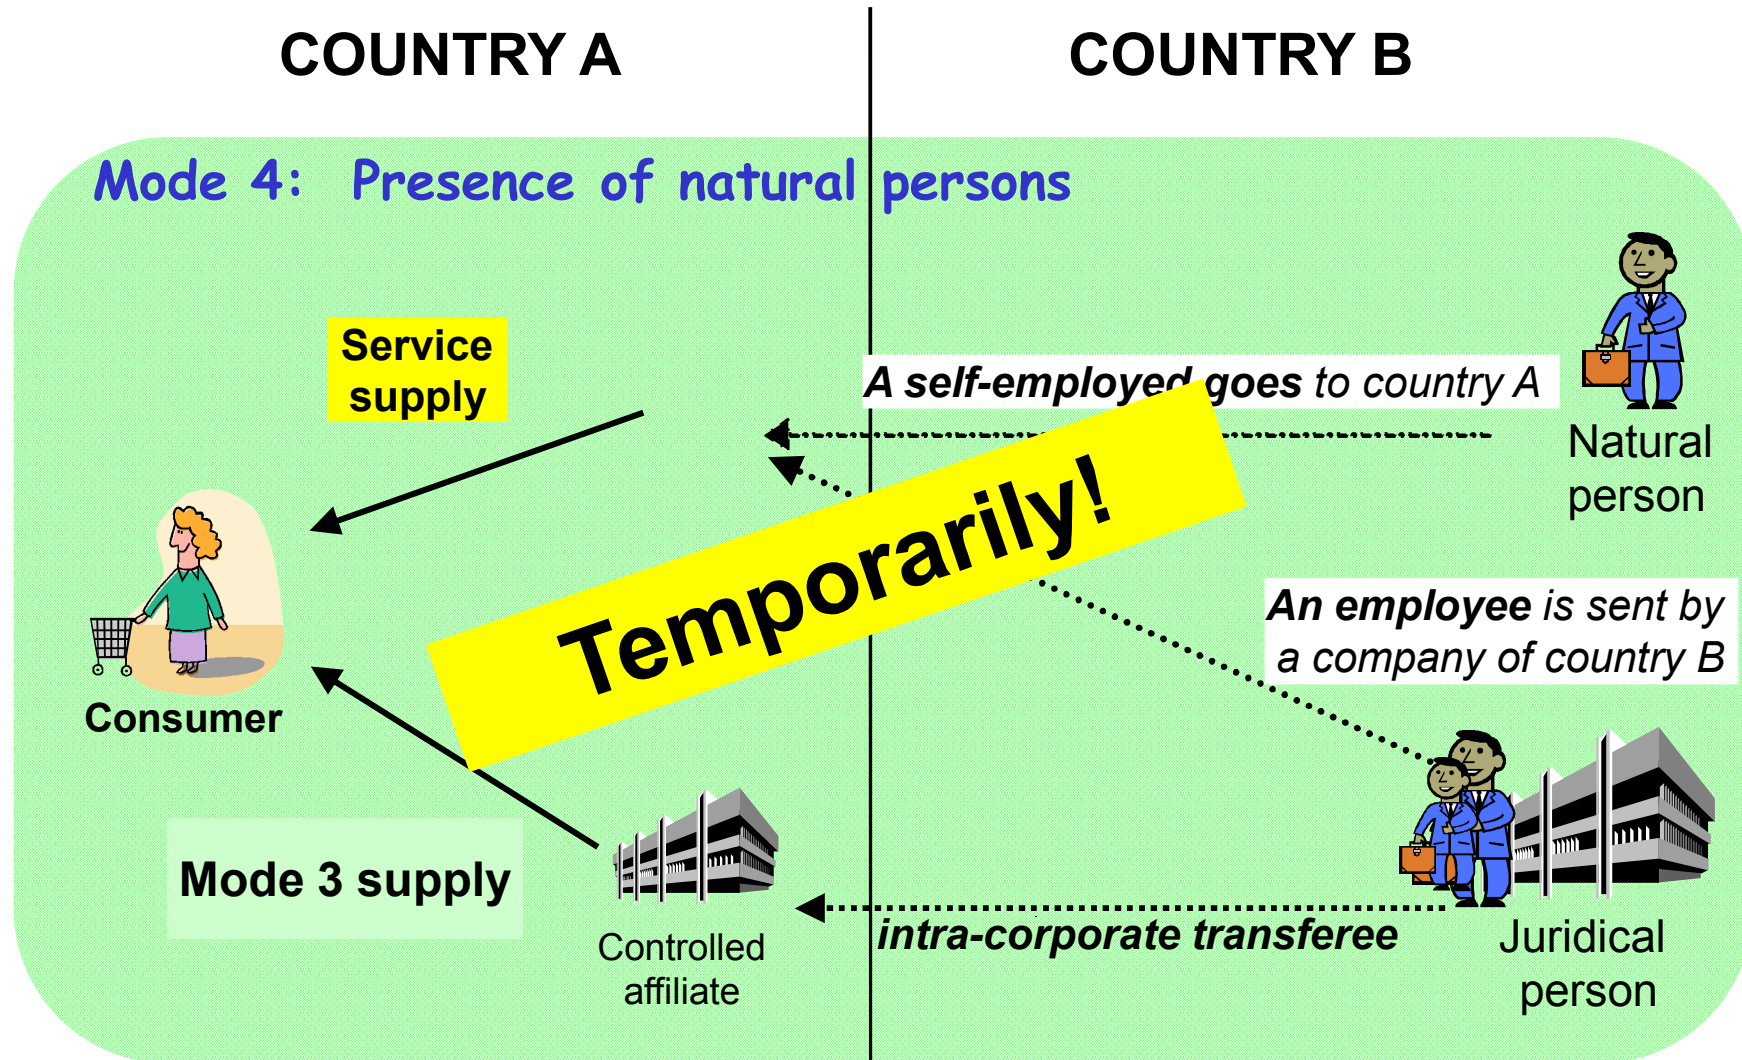 COUNTRY A
COUNTRY B
Mode 4: Presence of natural persons
Service
supply
A self-employed goes to country A
Natural
person
Temporarily!
An employee is sent by
a company of country B
Consumer
Mode 3 supply
Controlled
affiliate
intra-corporate transferee
Juridical
person